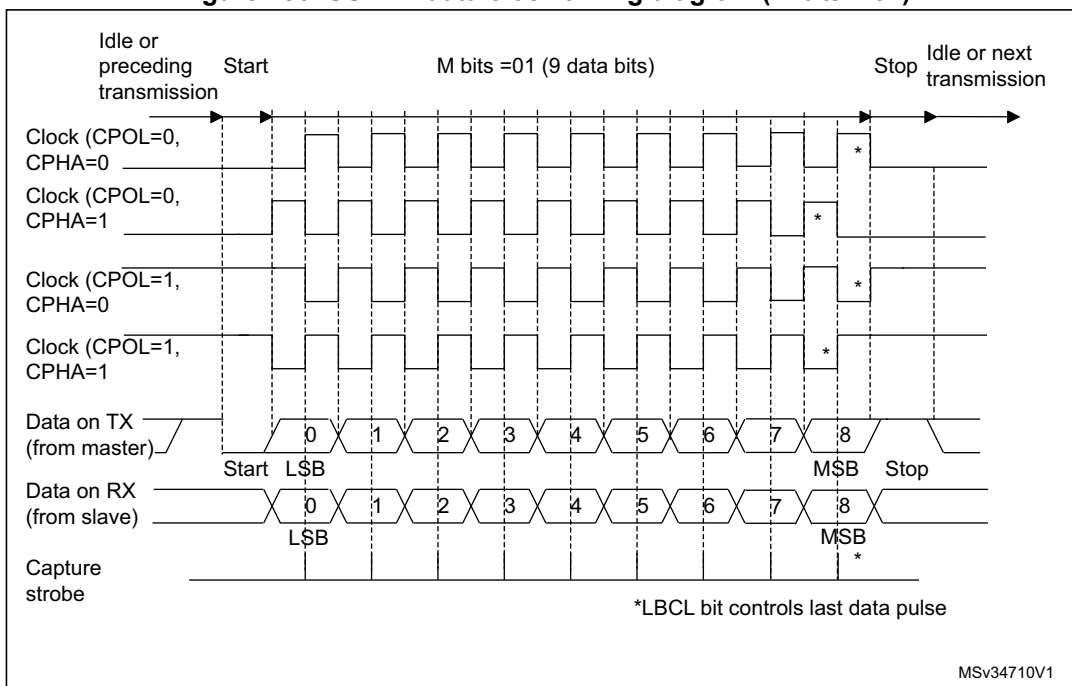 Idle or
preceding
transmission
Start
M bits =01 (9 data bits)
Stop
Idle or next
transmission
Clock (CPOL=0,
CPHA=0
*
Clock (CPOL=0,
CPHA=1
*
Clock (CPOL=1,
CPHA=0
*
Clock (CPOL=1,
CPHA=1
*
Data on TX
(from master)
0 1 2 3 4 5 6 7 8
Start LSB MSB Stop
Data on RX
(from slave)
0 1 2 3 4 5 6 7 8
LSB MSB
Capture
strobe
*
*LBCL bit controls last data pulse
MSv34710V1